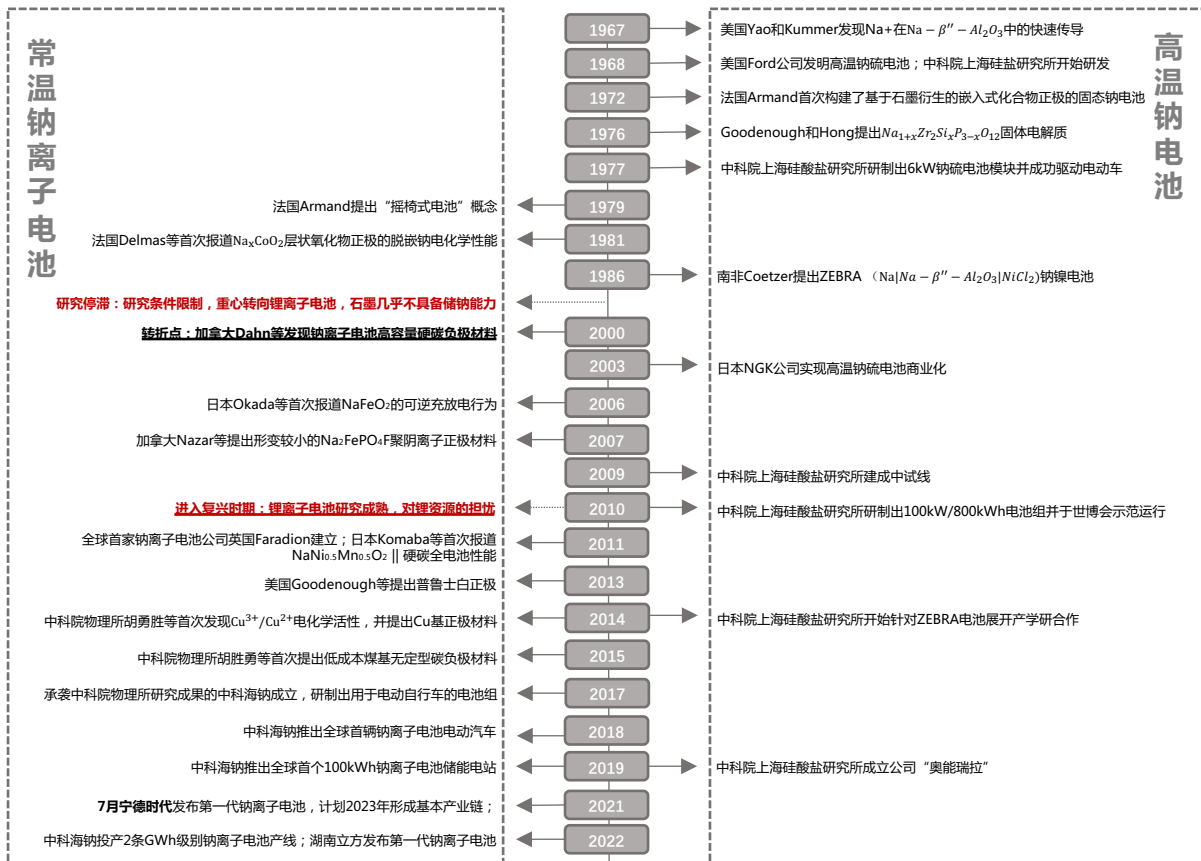 常温钠离子电池
高温钠电池
1967
美国Yao和Kummer发现Na+在Na − β′′ − Al₂O₃中的快速传导
1968
美国Ford公司发明高温钠硫电池；中科院上海硅盐研究所开始研发
1972
法国Armand首次构建了基于石墨衍生的嵌入式化合物正极的固态钠电池
1976
Goodenough和Hong提出Na₁₊ₓZr₂SiₓP₃₋ₓO₁₂固体电解质
1977
中科院上海硅酸盐研究所研制出6kW钠硫电池模块并成功驱动电动车
法国Armand提出“摇椅式电池”概念
1979
法国Delmas等首次报道NaₓCoO₂层状氧化物正极的脱嵌钠电化学性能
1981
1986
南非Coetzer提出ZEBRA （Na|Na − β′′ − Al₂O₃|NiCl₂)钠镍电池
研究停滞：研究条件限制，重心转向锂离子电池，石墨几乎不具备储钠能力
转折点：加拿大Dahn等发现钠离子电池高容量硬碳负极材料
2000
2003
日本NGK公司实现高温钠硫电池商业化
日本Okada等首次报道NaFeO₂的可逆充放电行为
2006
加拿大Nazar等提出形变较小的Na₂FePO₄F聚阴离子正极材料
2007
2009
中科院上海硅酸盐研究所建成中试线
进入复兴时期：锂离子电池研究成熟，对锂资源的担忧
2010
中科院上海硅酸盐研究所研制出100kW/800kWh电池组并于世博会示范运行
全球首家钠离子电池公司英国Faradion建立；日本Komaba等首次报道
NaNi₀.₅Mn₀.₅O₂ || 硬碳全电池性能
2011
美国Goodenough等提出普鲁士白正极
2013
中科院物理所胡勇胜等首次发现Cu³⁺/Cu²⁺电化学活性，并提出Cu基正极材料
2014
中科院上海硅酸盐研究所开始针对ZEBRA电池展开产学研合作
中科院物理所胡胜勇等首次提出低成本煤基无定型碳负极材料
2015
承袭中科院物理所研究成果的中科海钠成立，研制出用于电动自行车的电池组
2017
中科海钠推出全球首辆钠离子电池电动汽车
2018
中科海钠推出全球首个100kWh钠离子电池储能电站
2019
中科院上海硅酸盐研究所成立公司“奥能瑞拉”
7月宁德时代发布第一代钠离子电池，计划2023年形成基本产业链；
2021
中科海钠投产2条GWh级别钠离子电池产线；湖南立方发布第一代钠离子电池
2022